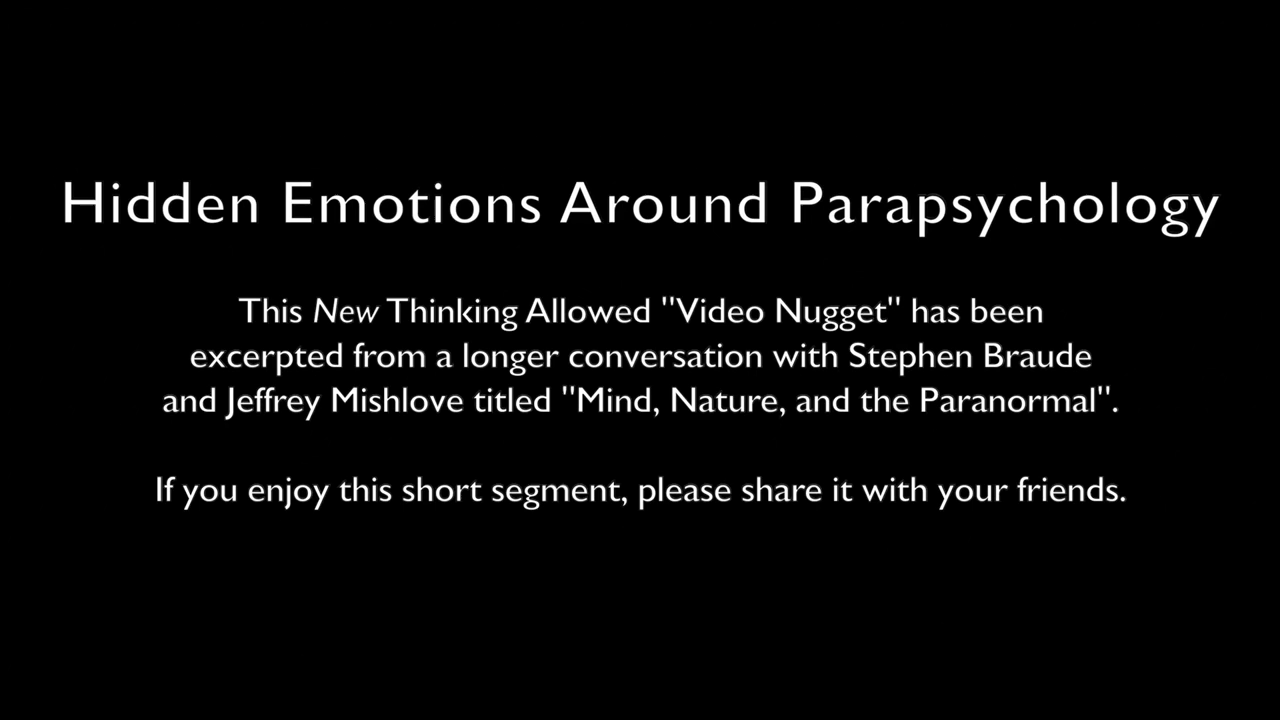 Hidden Emotions Around Parapsychology
This New Thinking Allowed "Video Nugget" has been
excerpted from a longer conversation with Stephen Braude
and Jeffrey Mishlove titled "Mind, Nature, and the Paranormal".
If you enjoy this short segment, please share it with your friends.